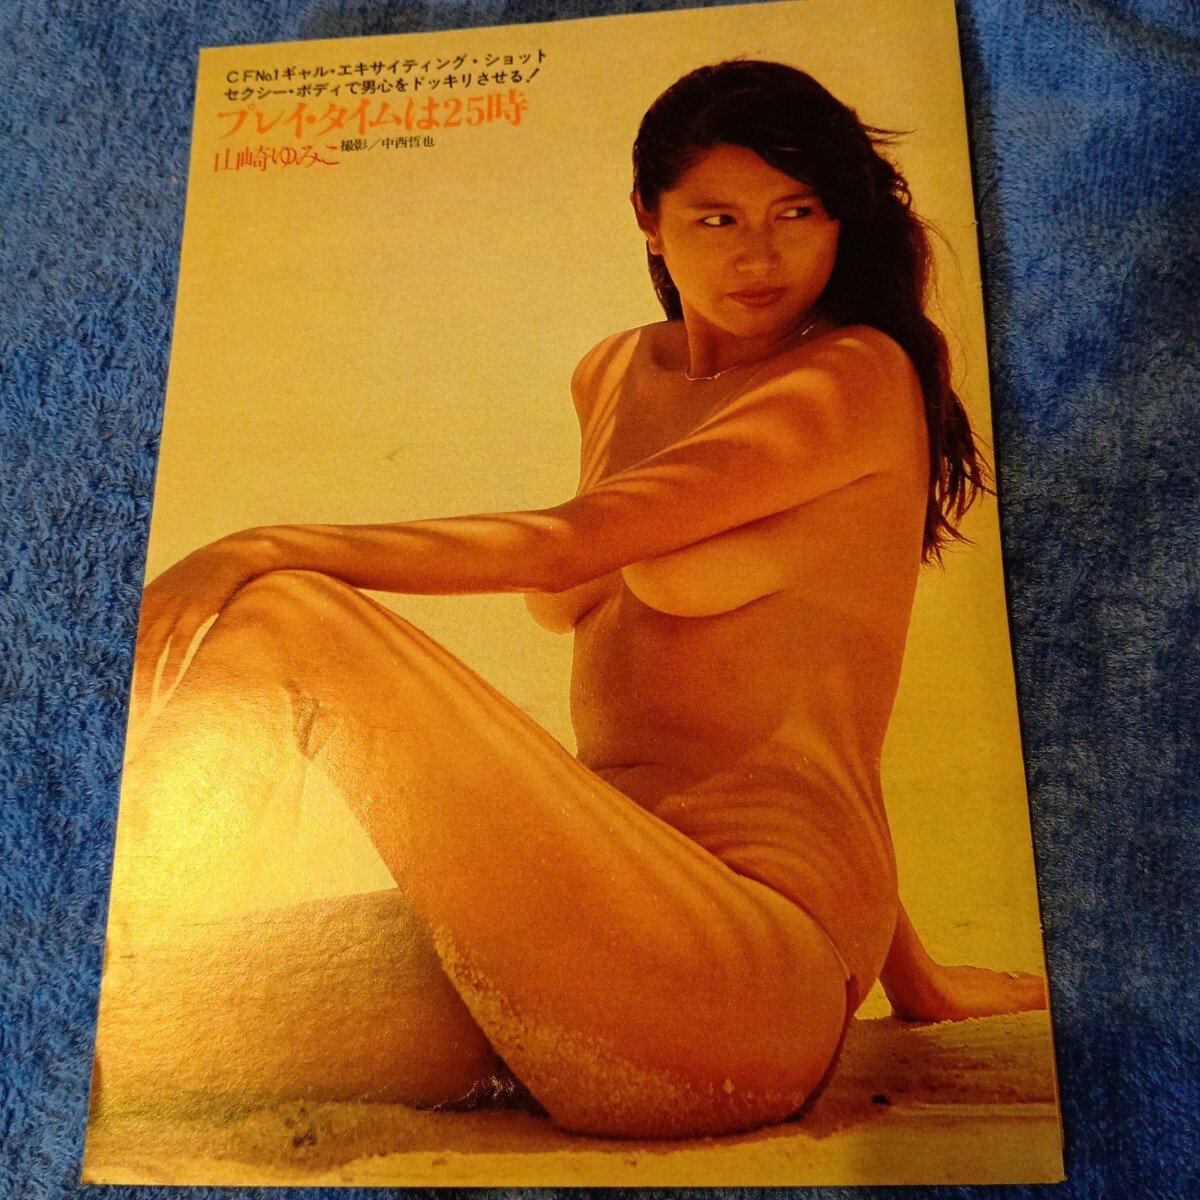 CFNo.1ギャル・エキサイティング・ショット
セクシー・ボディで男心をドッキリさせる!
プレイ・タイムは25時
山崎ゆみこ 撮影/中西哲也